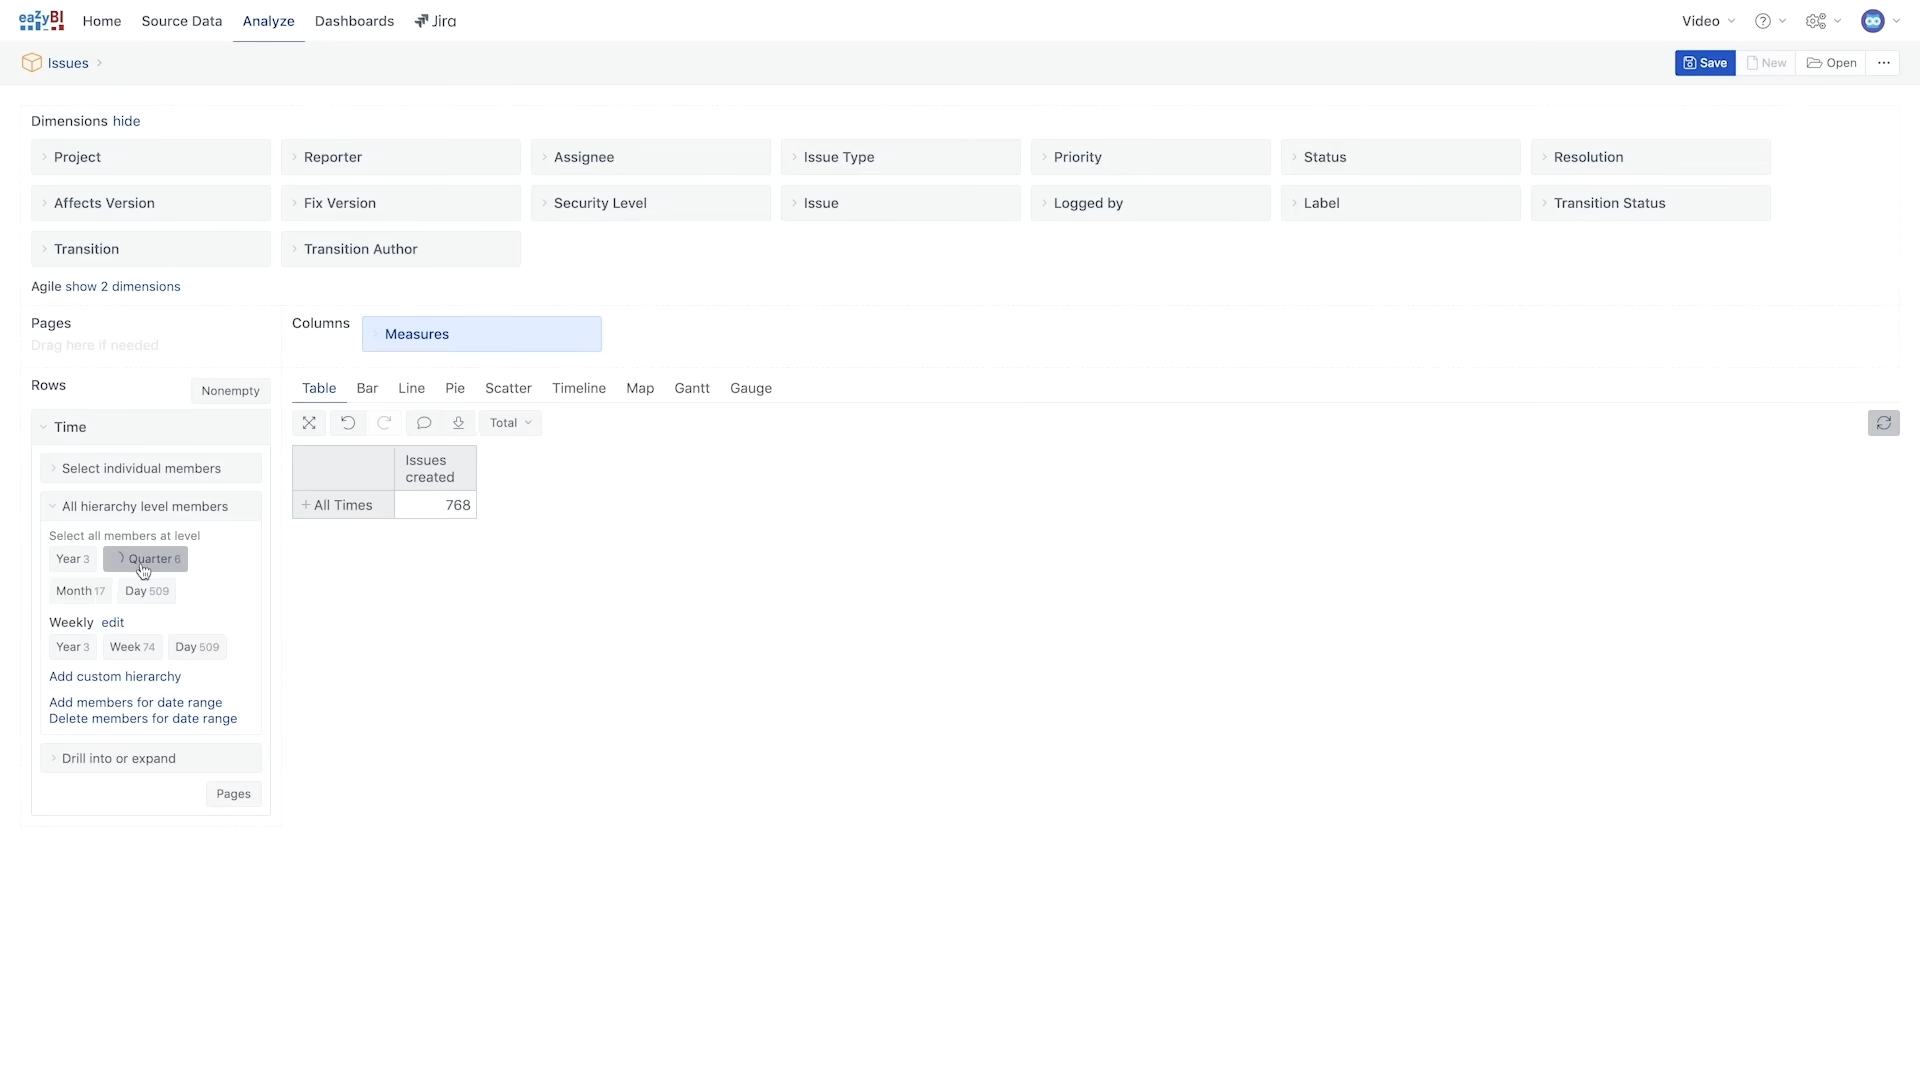 eazyBI Home Source Data Analyze Dashboards Jira Video
Issues Save New Open
Dimensions hide
Project Reporter Assignee Issue Type Priority Status Resolution
Affects Version Fix Version Security Level Issue Logged by Label Transition Status
Transition Transition Author
Agile show 2 dimensions
Pages
Drag here if needed
Columns Measures
Rows Nonempty
Table Bar Line Pie Scatter Timeline Map Gantt Gauge
Total
Time
Select individual members
All hierarchy level members
Select all members at level
Year 3 Quarter 6
Month 17 Day 509
Weekly edit
Year 3 Week 74 Day 509
Add custom hierarchy
Add members for date range
Delete members for date range
Drill into or expand
Pages
Issues
created
+ All Times 768